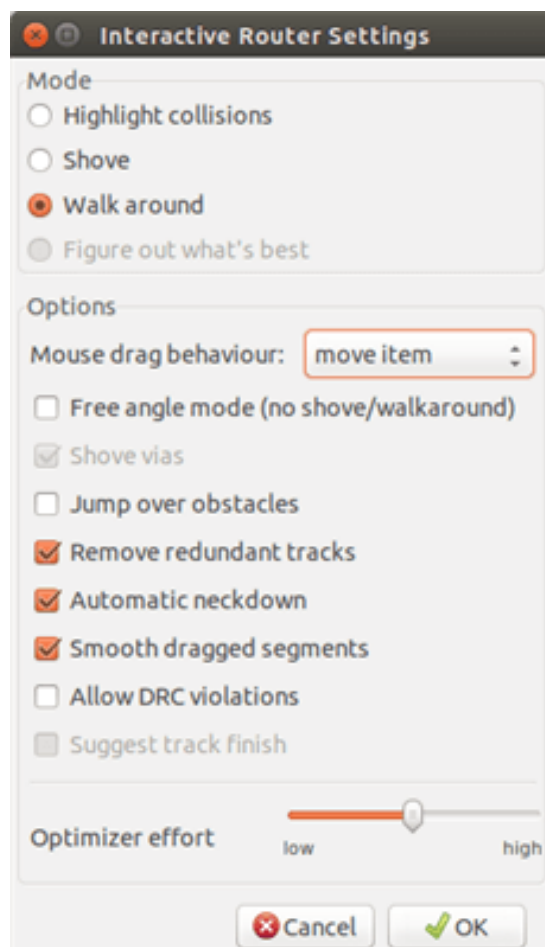 Interactive Router Settings
Mode
Highlight collisions
Shove
Walk around
Figure out what's best
Options
Mouse drag behaviour: move item
Free angle mode (no shove/walkaround)
Shove vias
Jump over obstacles
Remove redundant tracks
Automatic neckdown
Smooth dragged segments
Allow DRC violations
Suggest track finish
Optimizer effort
low high
Cancel OK